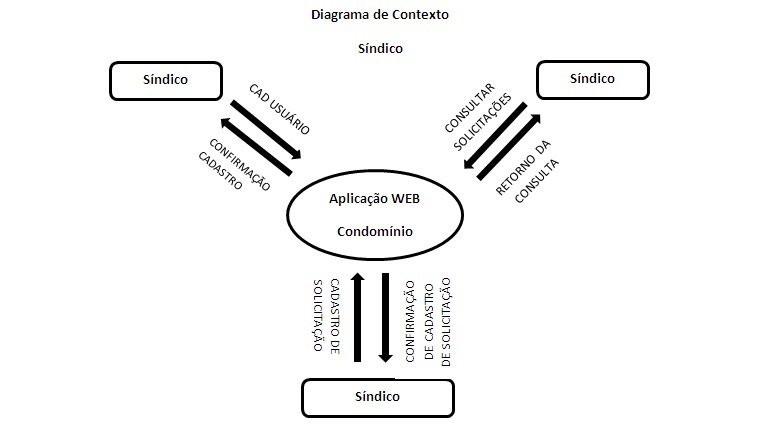 Diagrama de Contexto
Síndico
Síndico
Síndico
CAD USUÁRIO
CONFIRMAÇÃO
CADASTRO
CONSULTAR
SOLICITAÇÕES
RETORNO DA
CONSULTA
Aplicação WEB
Condomínio
CADASTRO DE
SOLICITAÇÃO
CONFIRMAÇÃO
DE CADASTRO
DE SOLICITAÇÃO
Síndico